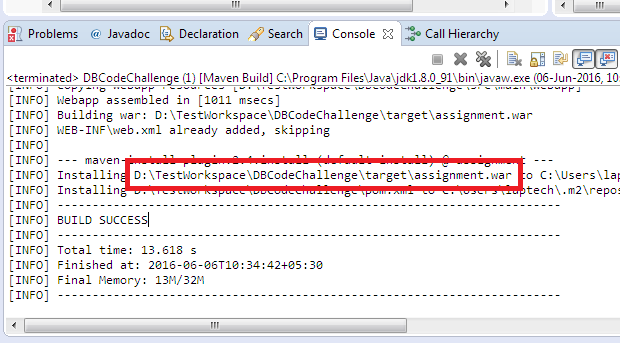 Problems @ Javadoc Declaration Search Console Call Hierarchy
<terminated> DBCodeChallenge (1) [Maven Build] C:\Program Files\Java\jdk1.8.0_91\bin\javaw.exe (06-Jun-2016, 10:
[INFO] Copying webapp resources [D:\TestWorkspace\DBCodeChallenge\src\main\webapp]
[INFO] Webapp assembled in [1011 msecs]
[INFO] Building war: D:\TestWorkspace\DBCodeChallenge\target\assignment.war
[INFO] WEB-INF\web.xml already added, skipping
[INFO]
[INFO] --- maven-install-plugin:2.4:install (default-install) @ assignment ---
[INFO] Installing D:\TestWorkspace\DBCodeChallenge\target\assignment.war to C:\Users\lap
[INFO] Installing D:\TestWorkspace\DBCodeChallenge\pom.xml to C:\Users\laptech\.m2\repos
[INFO] ------------------------------------------------------------------------
[INFO] BUILD SUCCESS
[INFO] ------------------------------------------------------------------------
[INFO] Total time: 13.618 s
[INFO] Finished at: 2016-06-06T10:34:42+05:30
[INFO] Final Memory: 13M/32M
[INFO] ------------------------------------------------------------------------